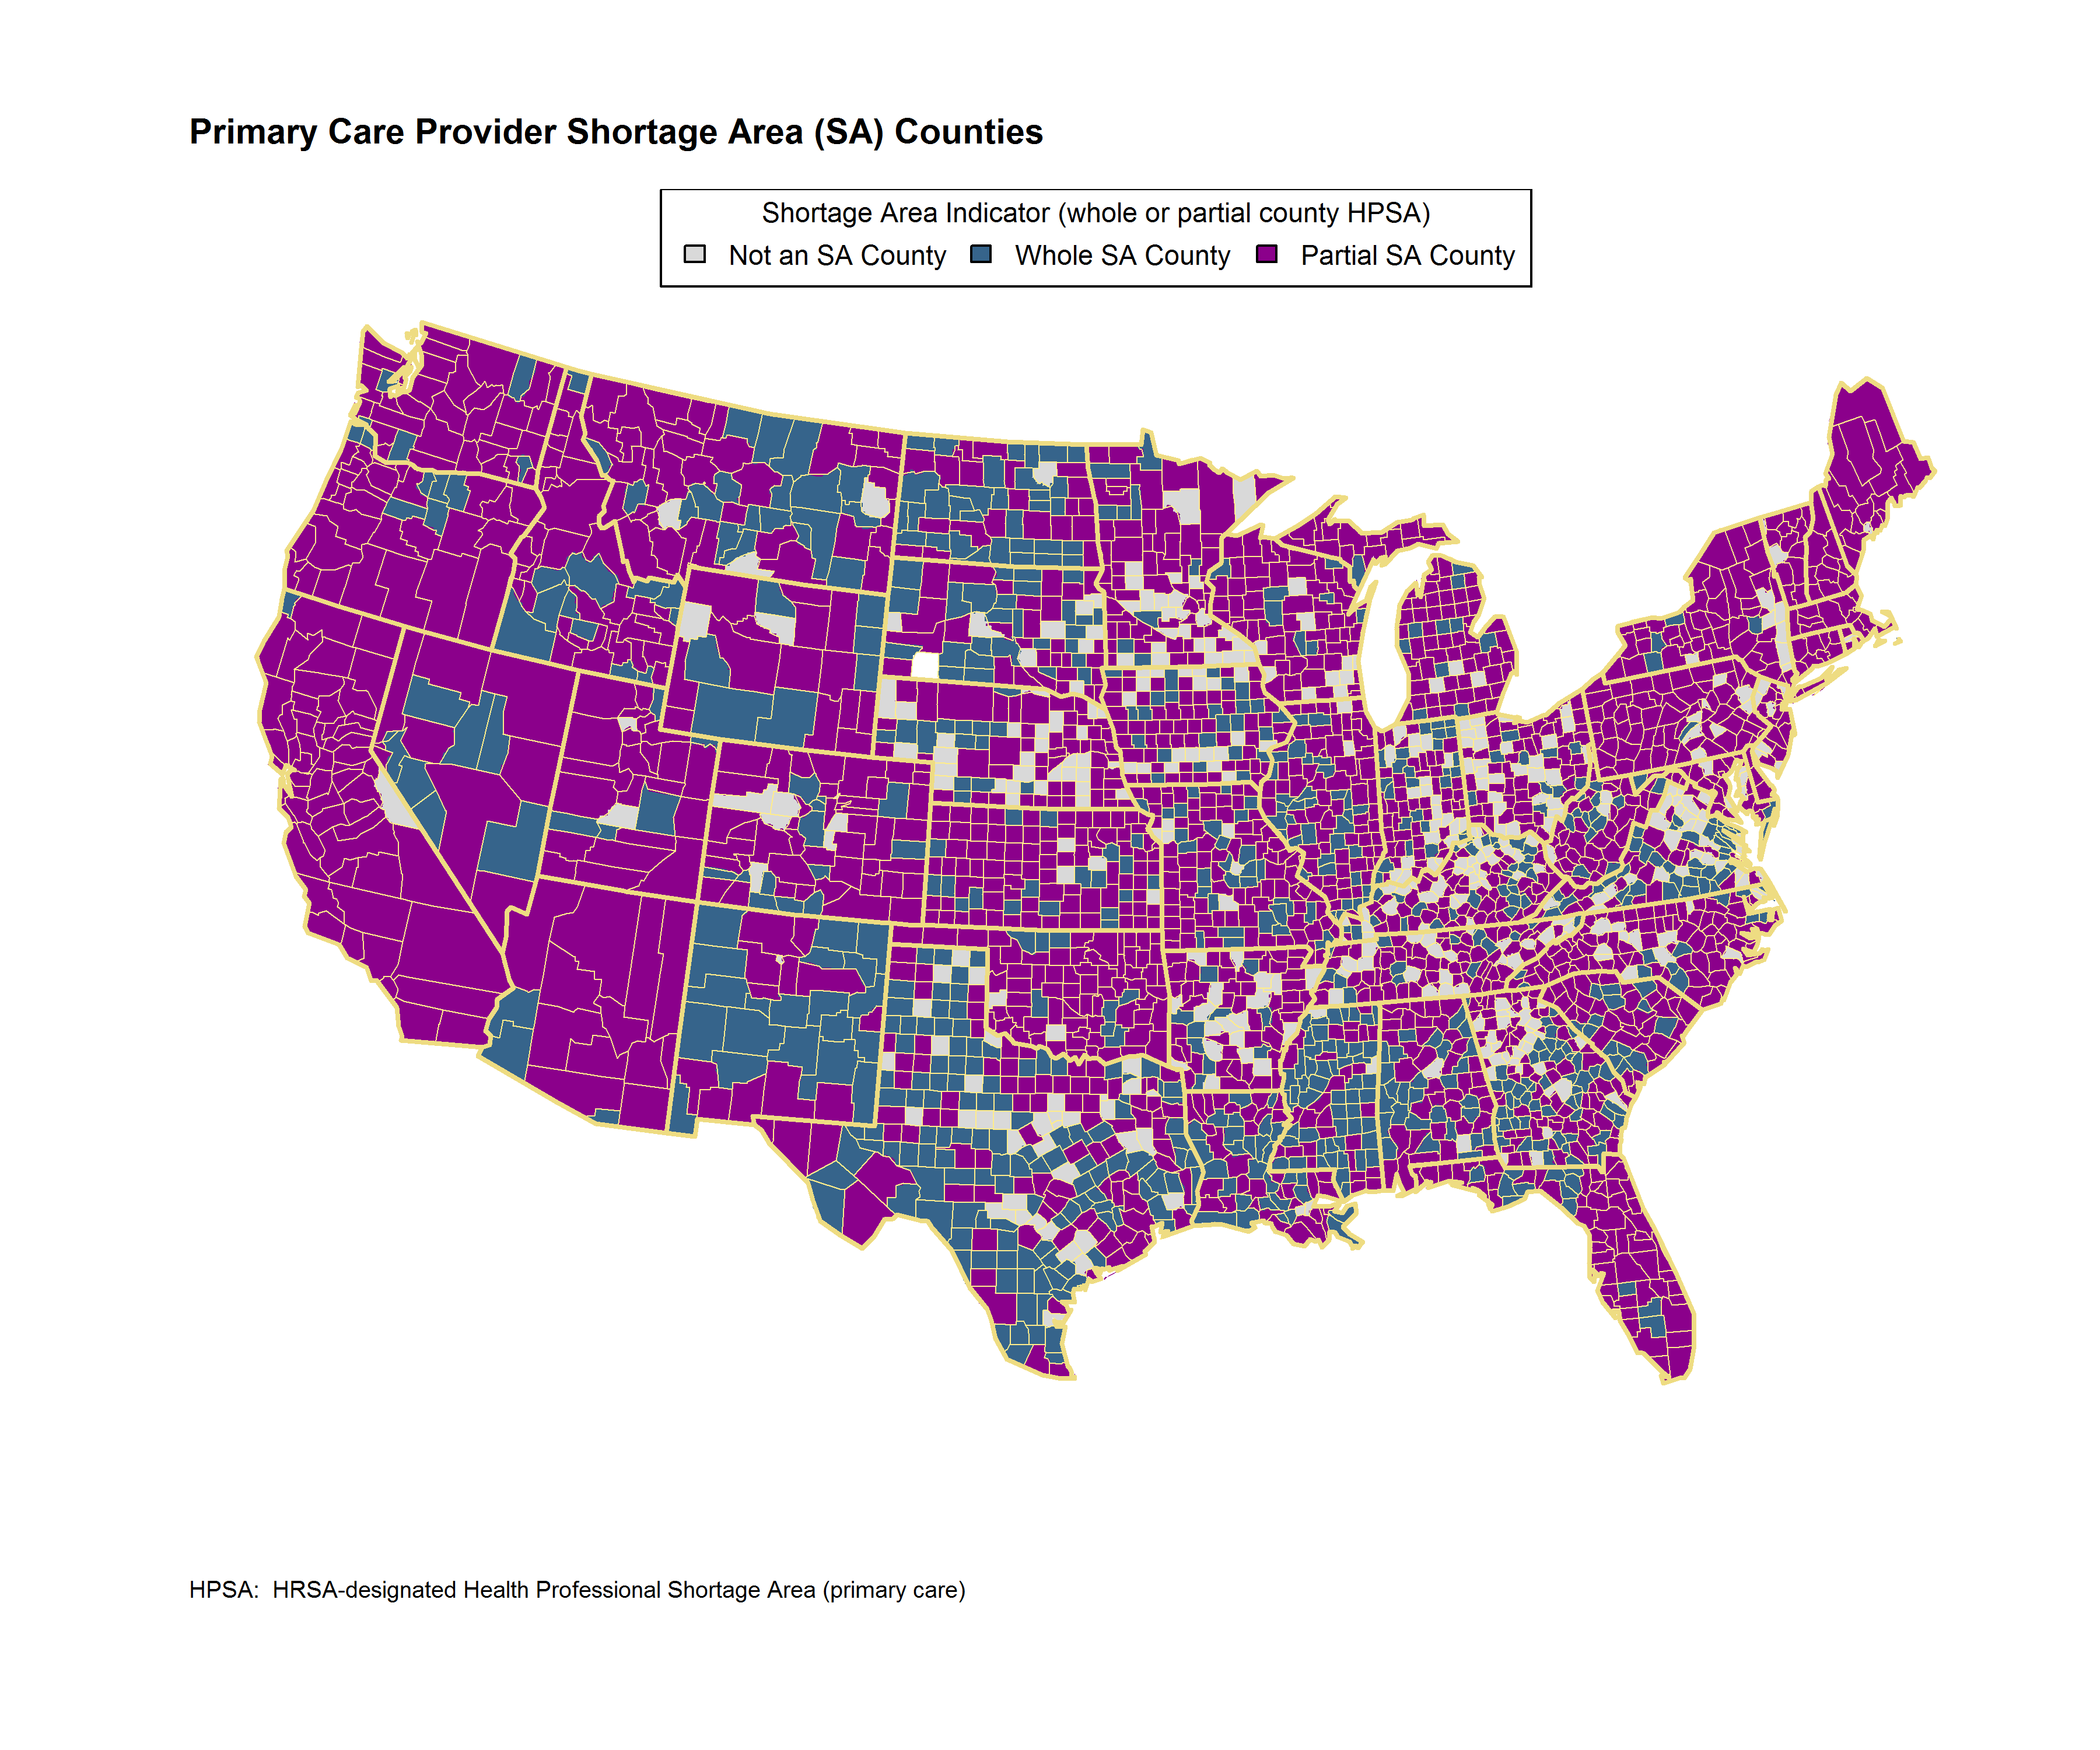 Primary Care Provider Shortage Area (SA) Counties
Shortage Area Indicator (whole or partial county HPSA)
Not an SA County Whole SA County Partial SA County
HPSA: HRSA-designated Health Professional Shortage Area (primary care)